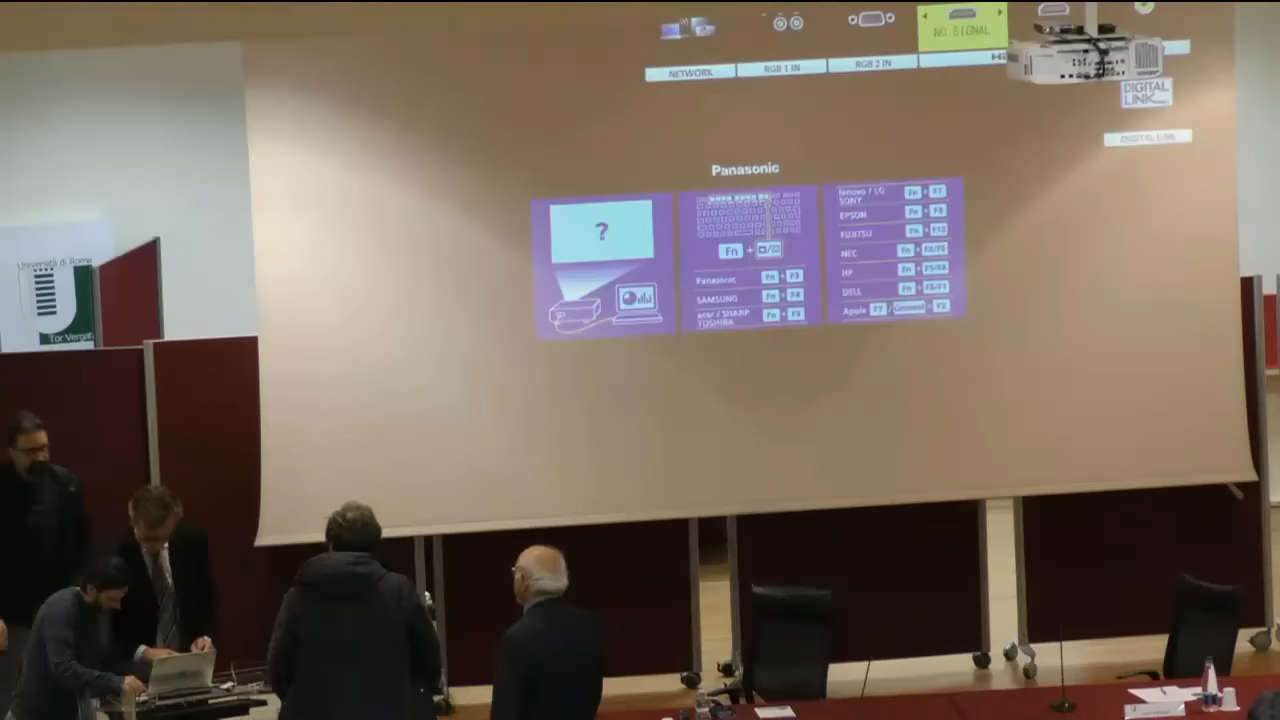 NO SIGNAL
NETWORK
RGB 1 IN
RGB 2 IN
DIGITAL
LINK
DIGITAL LINK
Panasonic
?
Fn +
Panasonic Fn + F3
SAMSUNG Fn + F4
acer / SHARP
TOSHIBA Fn + F5
lenovo / LG
SONY Fn + F7
EPSON Fn + F8
FUJITSU Fn + F10
NEC Fn + F3/F5
HP Fn + F5/F4
DELL Fn + F8/F1
Apple F7 / Command + F2
Università di Roma
Tor Vergata